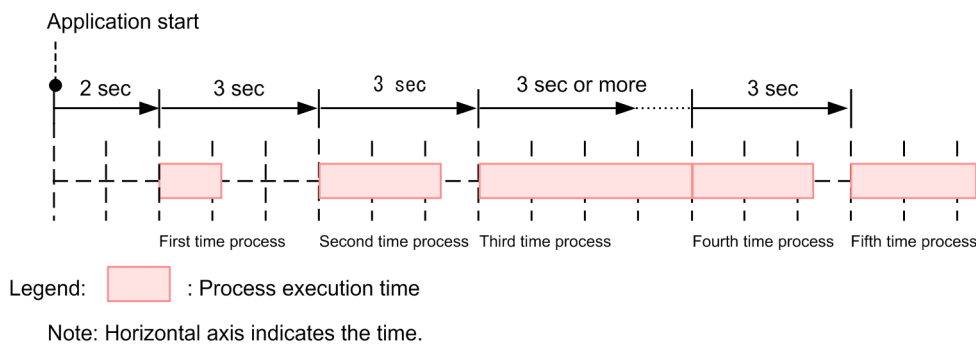 Application start
2 sec
3 sec
3 sec
3 sec or more
3 sec
First time process
Second time process
Third time process
Fourth time process
Fifth time process
Legend:
: Process execution time
Note: Horizontal axis indicates the time.